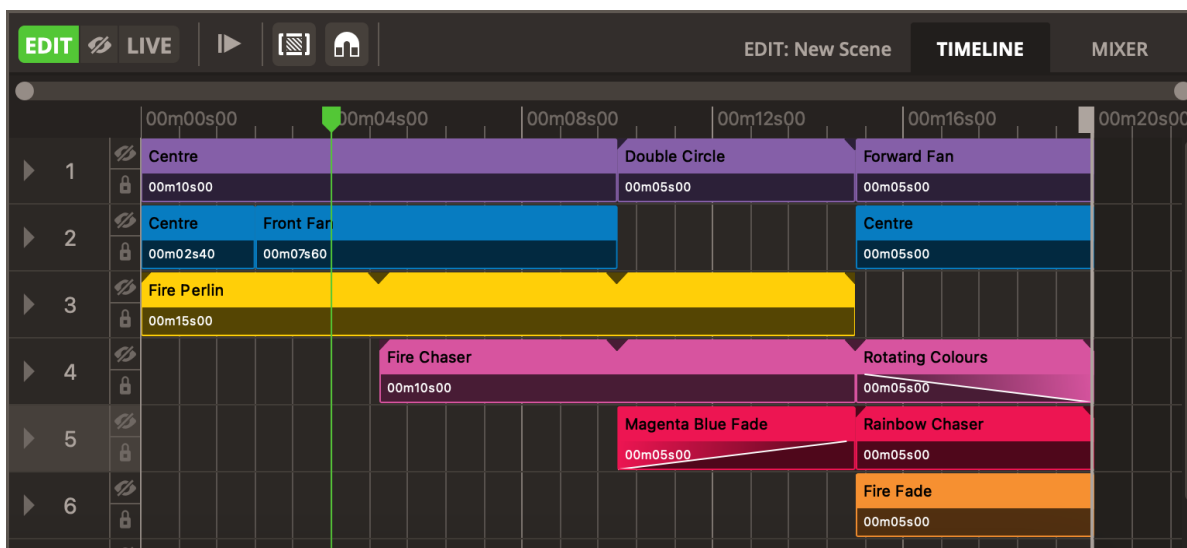 EDIT LIVE EDIT: New Scene TIMELINE MIXER
00m00s00 00m04s00 00m08s00 00m12s00 00m16s00 00m20s00
1 Centre Double Circle Forward Fan
00m10s00 00m05s00 00m05s00
2 Centre Front Fan Centre
00m02s40 00m07s60 00m05s00
3 Fire Perlin
00m15s00
4 Fire Chaser Rotating Colours
00m10s00 00m05s00
5 Magenta Blue Fade Rainbow Chaser
00m05s00 00m05s00
6 Fire Fade
00m05s00